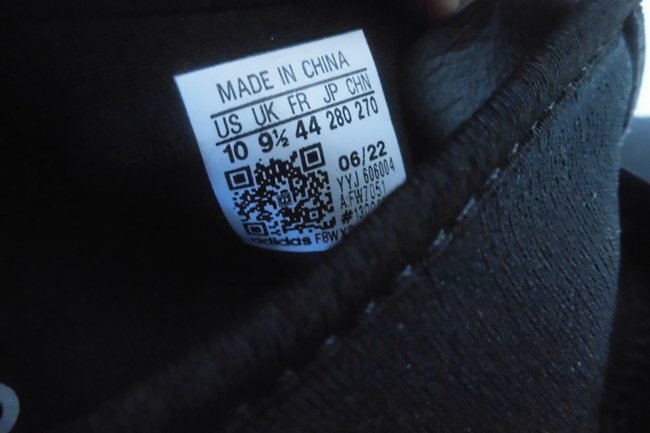 MADE IN CHINA
US UK FR JP CHN
10 9½ 44 280 270
06/22
YYJ 606004
A:FW7051
adidas